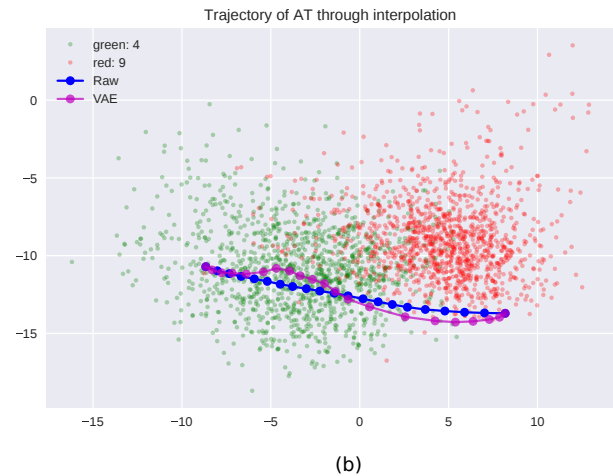 Trajectory of AT through interpolation
green: 4
red: 9
Raw
VAE
0
−5
−10
−15
−15 −10 −5 0 5 10
(b)